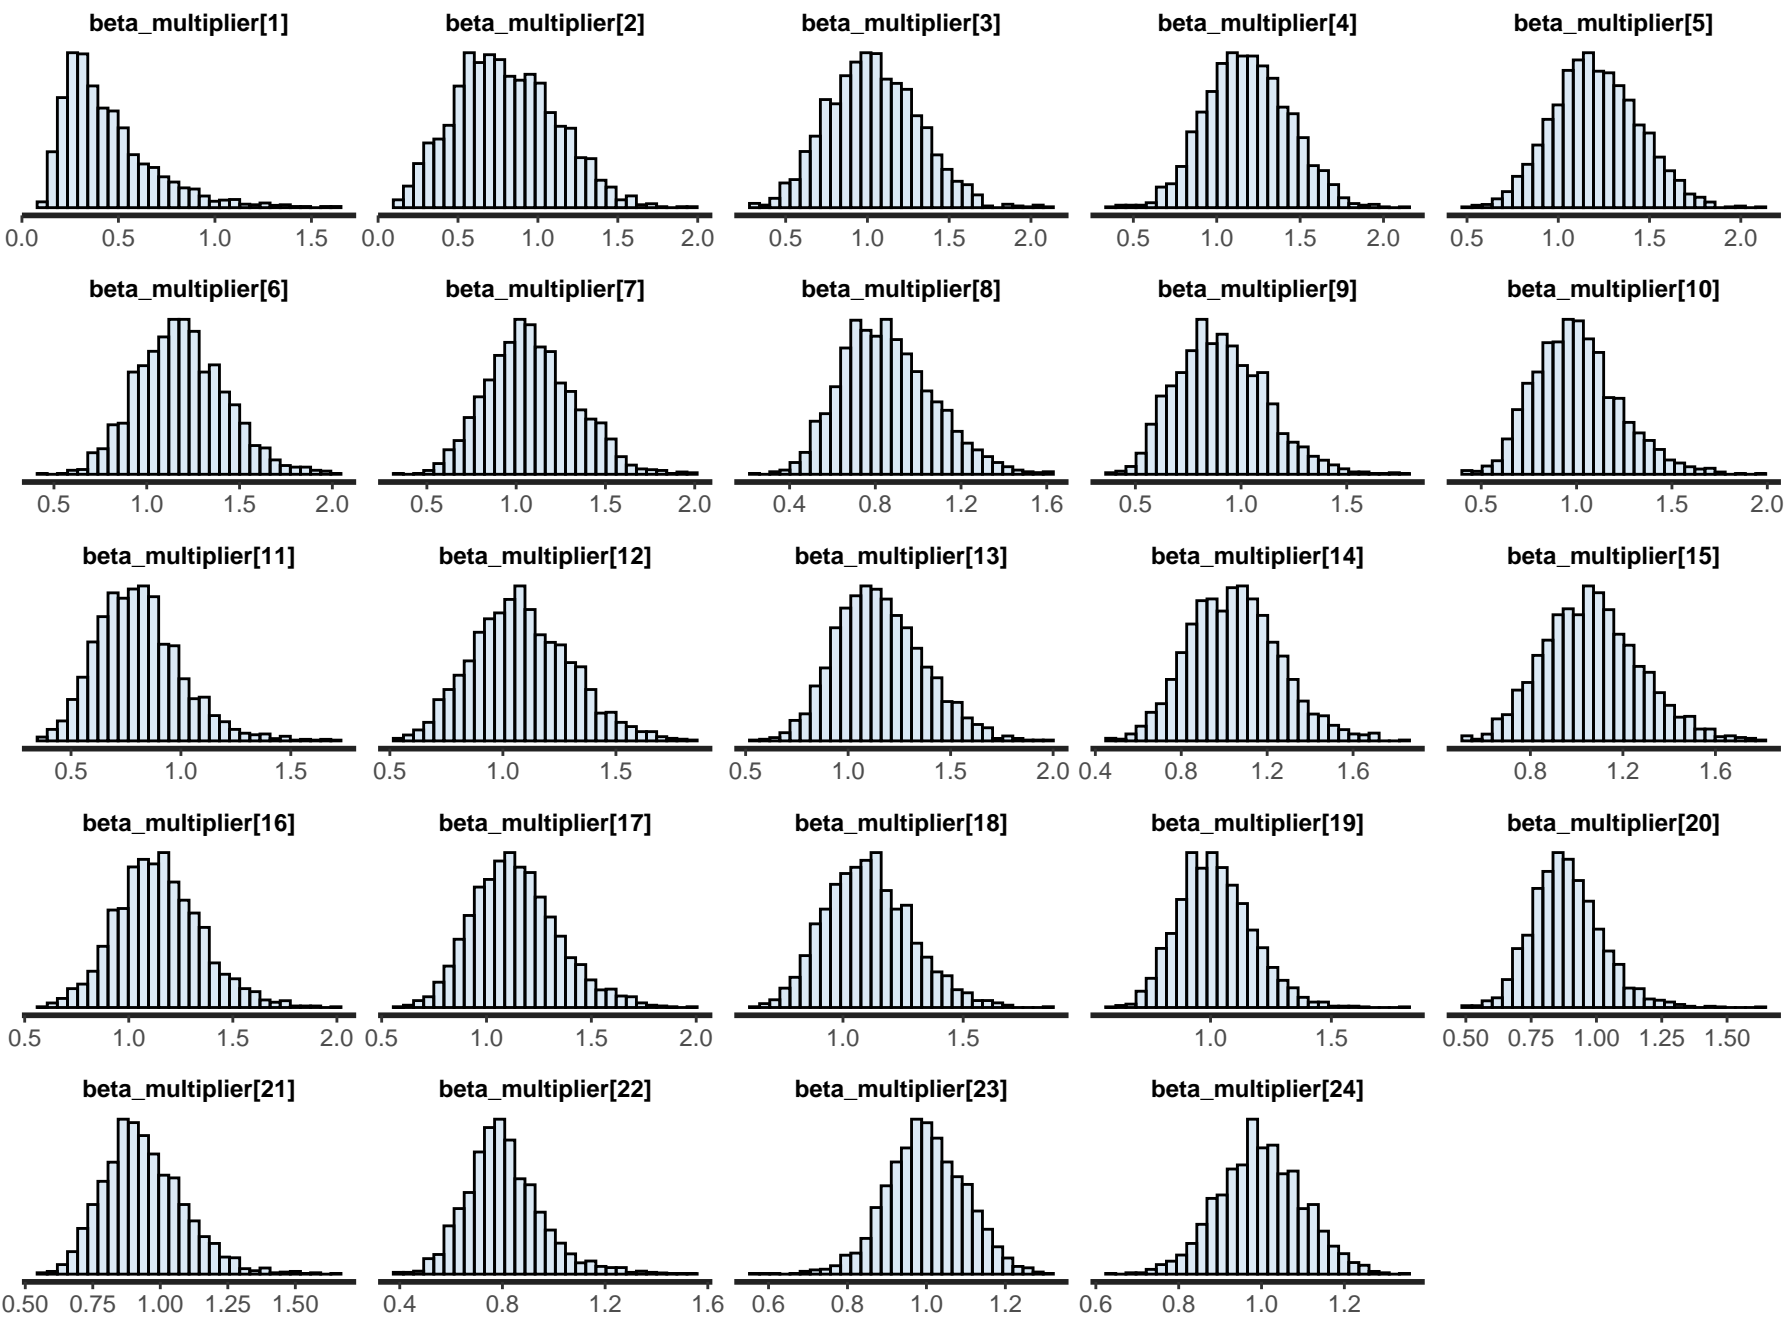 beta_multiplier[1] beta_multiplier[2] beta_multiplier[3] beta_multiplier[4] beta_multiplier[5]
0.0 0.5 1.0 1.5 0.0 0.5 1.0 1.5 2.0 0.5 1.0 1.5 2.0 0.5 1.0 1.5 2.0 0.5 1.0 1.5 2.0
beta_multiplier[6] beta_multiplier[7] beta_multiplier[8] beta_multiplier[9] beta_multiplier[10]
0.5 1.0 1.5 2.0 0.5 1.0 1.5 2.0 0.4 0.8 1.2 1.6 0.5 1.0 1.5 0.5 1.0 1.5 2.0
beta_multiplier[11] beta_multiplier[12] beta_multiplier[13] beta_multiplier[14] beta_multiplier[15]
0.5 1.0 1.5 0.5 1.0 1.5 0.5 1.0 1.5 2.0 0.4 0.8 1.2 1.6 0.8 1.2 1.6
beta_multiplier[16] beta_multiplier[17] beta_multiplier[18] beta_multiplier[19] beta_multiplier[20]
0.5 1.0 1.5 2.0 0.5 1.0 1.5 2.0 1.0 1.5 1.0 1.5 0.50 0.75 1.00 1.25 1.50
beta_multiplier[21] beta_multiplier[22] beta_multiplier[23] beta_multiplier[24]
0.50 0.75 1.00 1.25 1.50 0.4 0.8 1.2 1.6 0.6 0.8 1.0 1.2 0.6 0.8 1.0 1.2